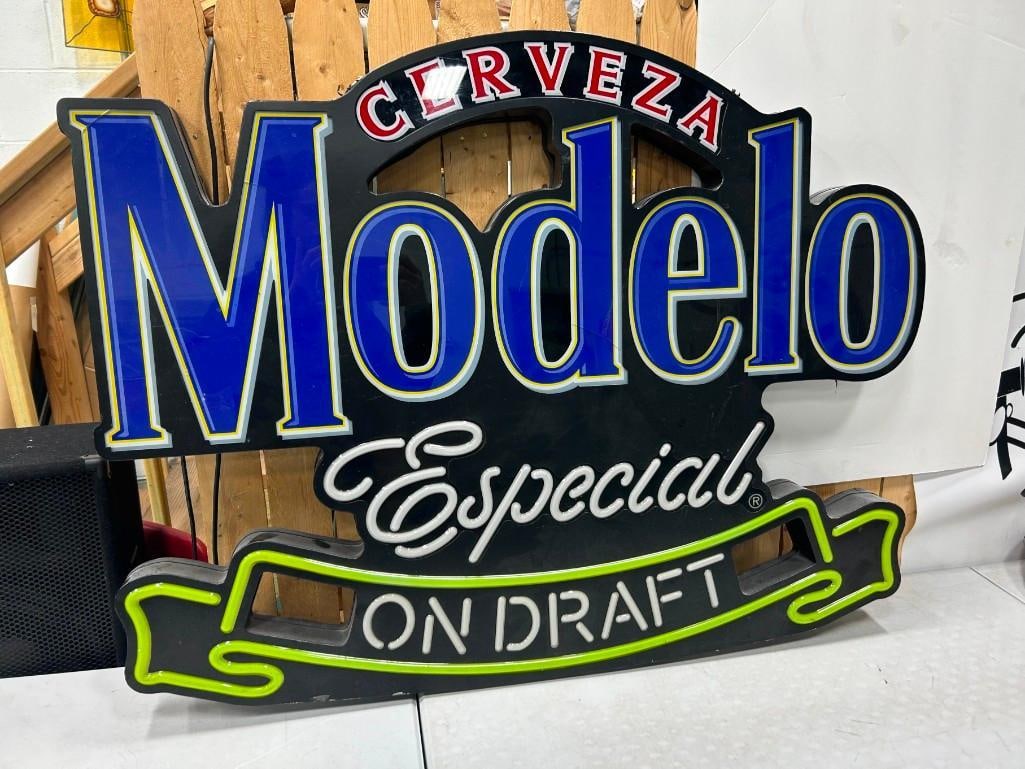 CERVEZA
Modelo
Especial®
ON DRAFT